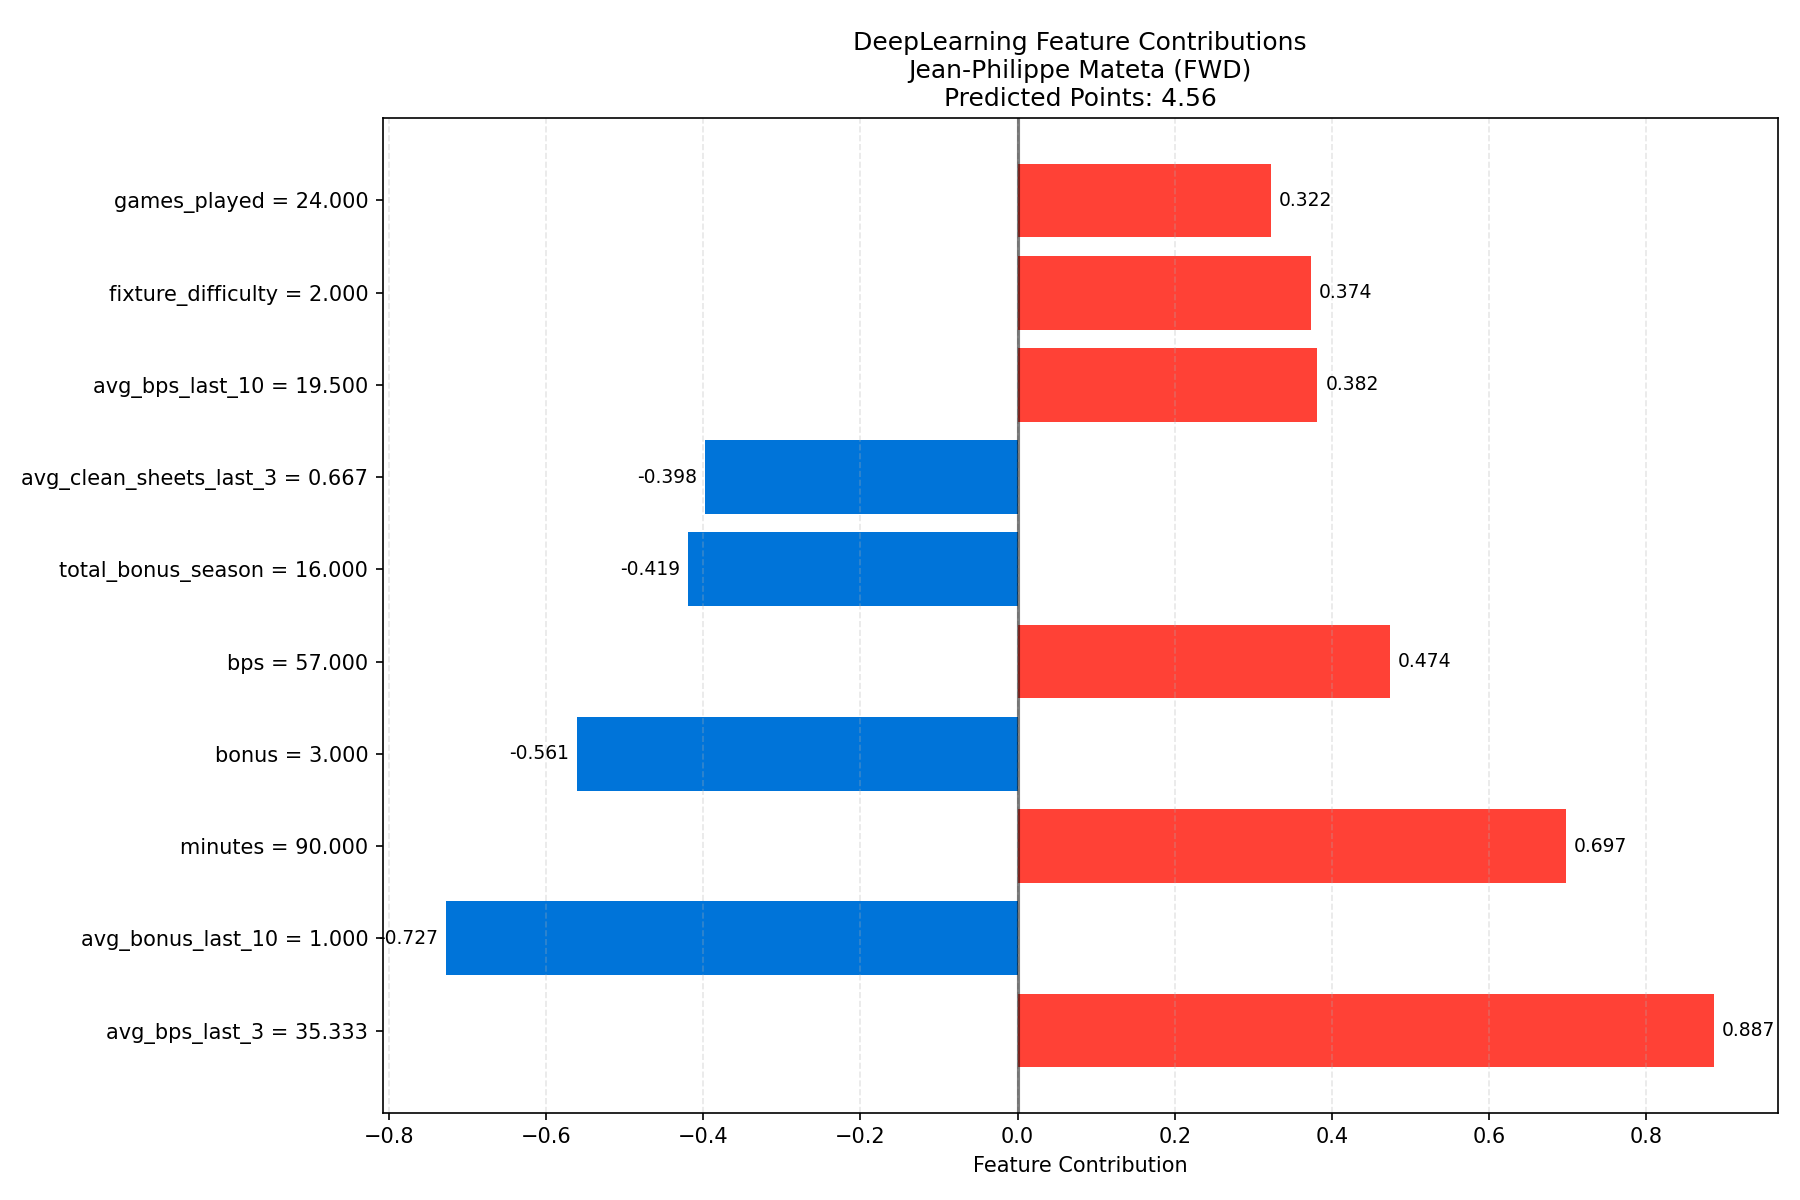 DeepLearning Feature Contributions
Jean-Philippe Mateta (FWD)
Predicted Points: 4.56
games_played = 24.000 0.322
fixture_difficulty = 2.000 0.374
avg_bps_last_10 = 19.500 0.382
avg_clean_sheets_last_3 = 0.667 -0.398
total_bonus_season = 16.000 -0.419
bps = 57.000 0.474
bonus = 3.000 -0.561
minutes = 90.000 0.697
avg_bonus_last_10 = 1.000 -0.727
avg_bps_last_3 = 35.333 0.887
−0.8 −0.6 −0.4 −0.2 0.0 0.2 0.4 0.6 0.8
Feature Contribution